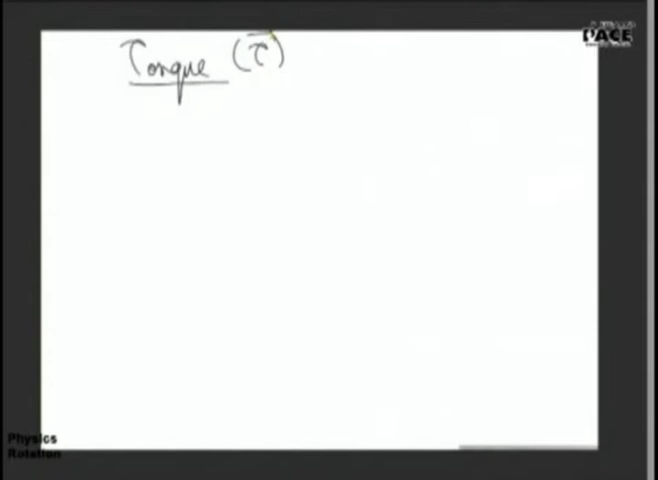 Torque (τ⃗)
PACE
Physics
Rotation